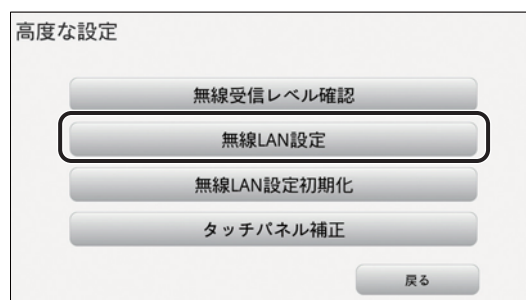 高度な設定
無線受信レベル確認
無線LAN設定
無線LAN設定初期化
タッチパネル補正
戻る